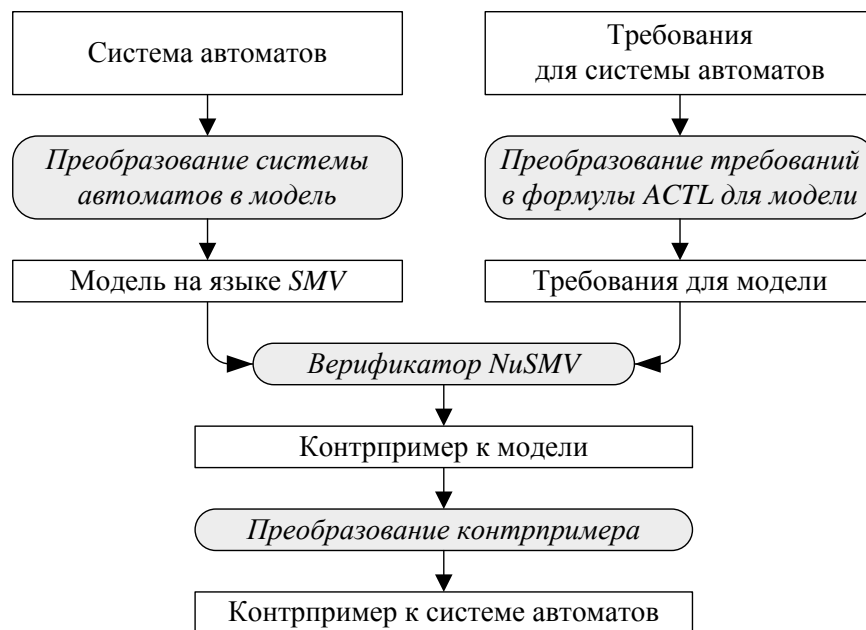 Система автоматов
Требования
для системы автоматов
Преобразование системы
автоматов в модель
Преобразование требований
в формулы ACTL для модели
Модель на языке SMV
Требования для модели
Верификатор NuSMV
Контрпример к модели
Преобразование контрпримера
Контрпример к системе автоматов